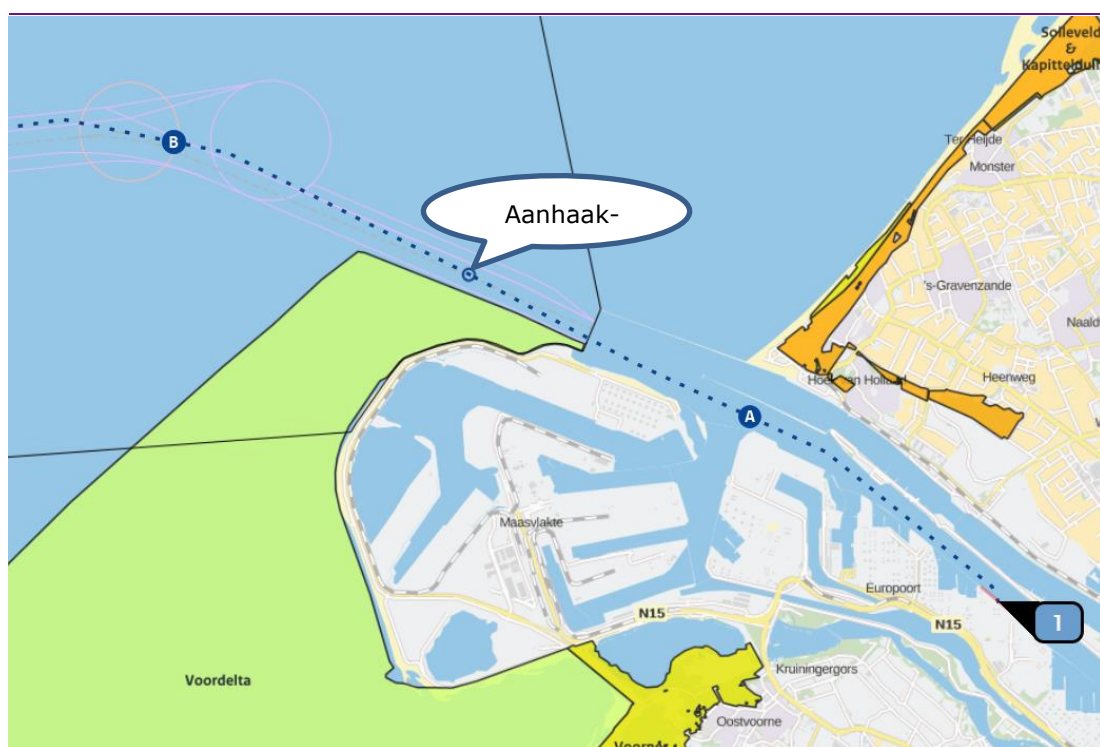 Solleveld
&
Kapittelduin
Ter Heijde
Monster
B
Aanhaak-
's-Gravenzande
Naald
Heenweg
A
Maasvlakte
Europoort
N15
N15
1
Kruiningergors
Voordelta
Oostvoorne